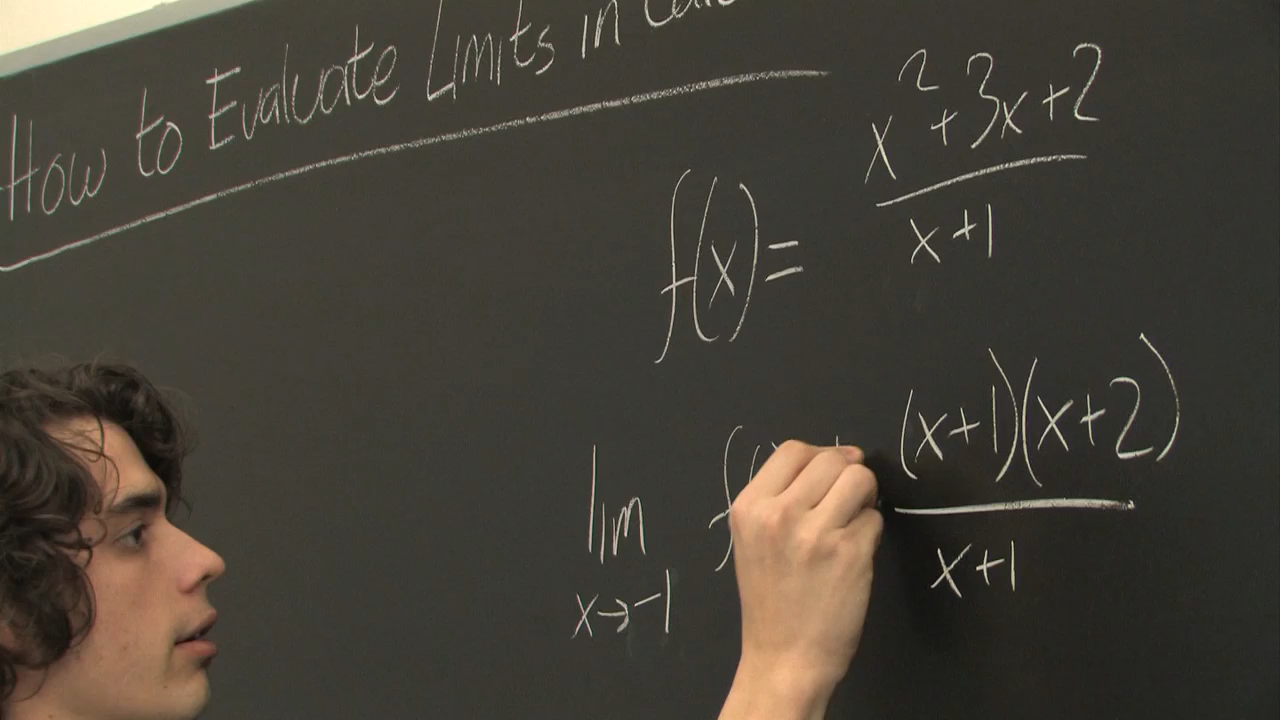 How to Evaluate Limits in
x²+3x+2
f(x)=
x+1
(x+1)(x+2)
lim f(
x→-1
x+1